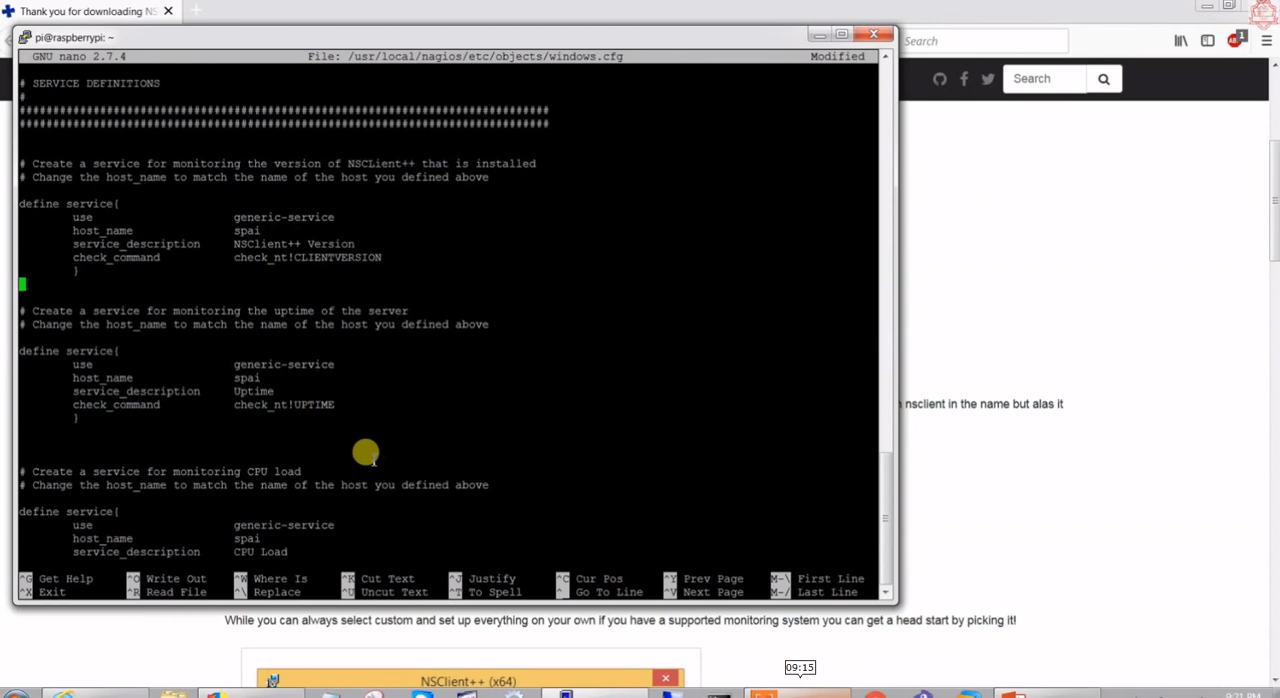 Thank you for downloading NS
pi@raspberrypi: ~
Search
GNU nano 2.7.4 File: /usr/local/nagios/etc/objects/windows.cfg Modified
Search
# SERVICE DEFINITIONS
#
###############################################################################
###############################################################################
# Create a service for monitoring the version of NSCLient++ that is installed
# Change the host_name to match the name of the host you defined above
define service{
use generic-service
host_name spai
service_description NSClient++ Version
check_command check_nt!CLIENTVERSION
}
# Create a service for monitoring the uptime of the server
# Change the host_name to match the name of the host you defined above
define service{
use generic-service
host_name spai
service_description Uptime
check_command check_nt!UPTIME
}
nsclient in the name but alas it
# Create a service for monitoring CPU load
# Change the host_name to match the name of the host you defined above
define service{
use generic-service
host_name spai
service_description CPU Load
^G Get Help ^O Write Out ^W Where Is ^K Cut Text ^J Justify ^C Cur Pos ^Y Prev Page M-\ First Line
^X Exit ^R Read File ^\ Replace ^U Uncut Text ^T To Spell ^_ Go To Line ^V Next Page M-/ Last Line
While you can always select custom and set up everything on your own if you have a supported monitoring system you can get a head start by picking it!
NSClient++ (x64)
09:15
9:21 PM